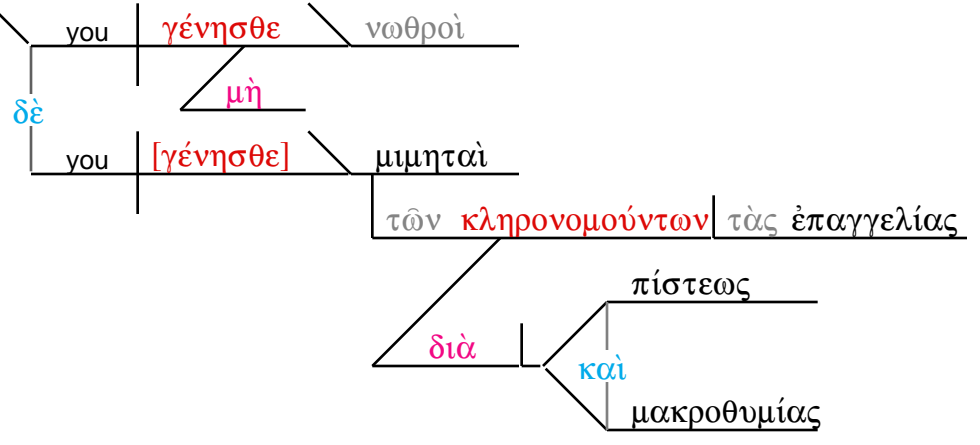 you γένησθε νωθροὶ
μὴ
δὲ
you [γένησθε] μιμηταὶ
τῶν κληρονομούντων τὰς ἐπαγγελίας
πίστεως
διὰ
καὶ
μακροθυμίας